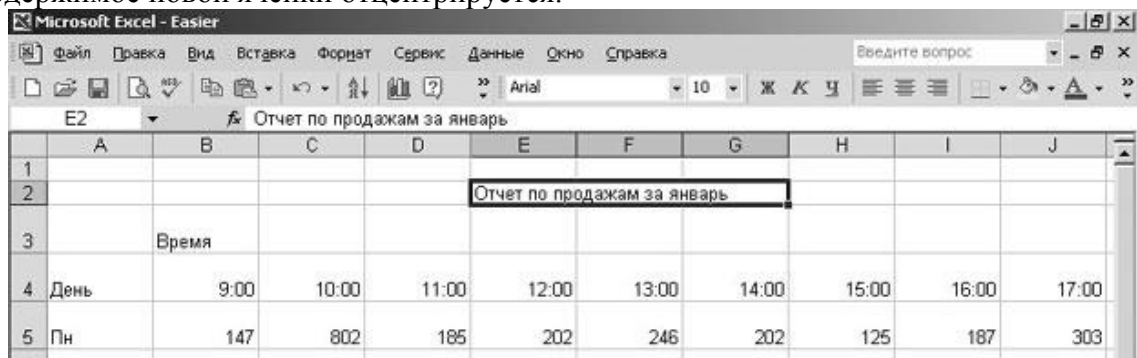 держимое новой ячейки отцентрируется.
Microsoft Excel - Easier
Файл Правка Вид Вставка Формат Сервис Данные Окно Справка Введите вопрос
Arial 10 Ж К Ч
E2 fx Отчет по продажам за январь
A B C D E F G H I J
1
2 Отчет по продажам за январь
3 Время
4 День 9:00 10:00 11:00 12:00 13:00 14:00 15:00 16:00 17:00
5 Пн 147 802 185 202 246 202 125 187 303